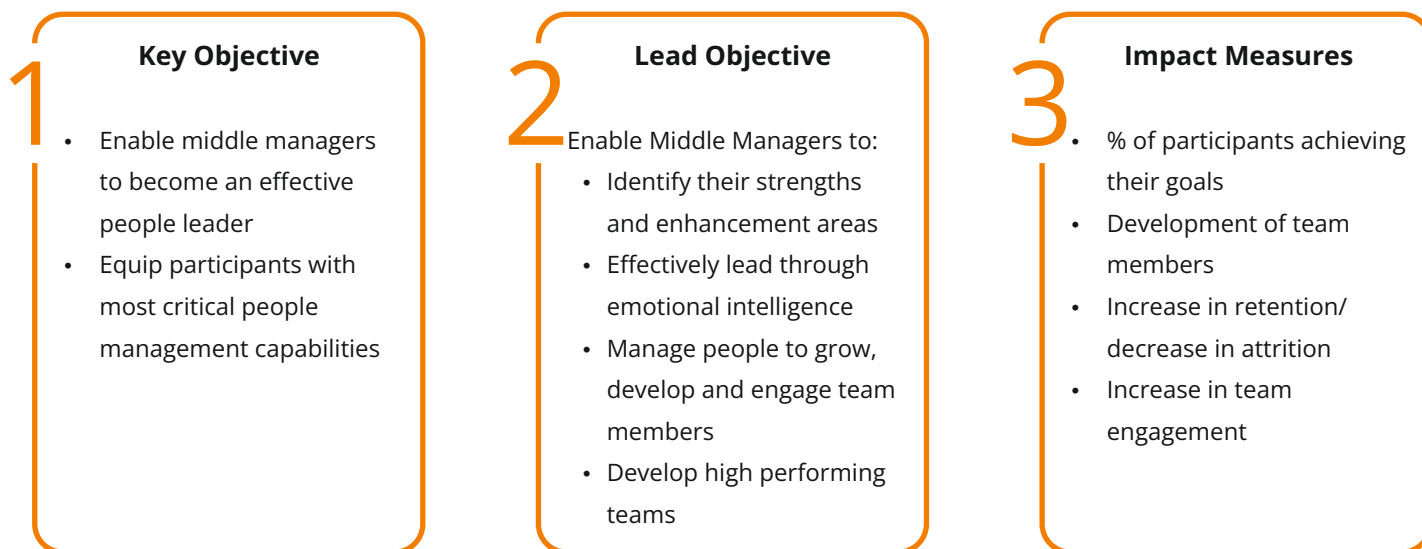 1
Key Objective
• Enable middle managers
to become an effective
people leader
• Equip participants with
most critical people
management capabilities
2
Lead Objective
Enable Middle Managers to:
• Identify their strengths
and enhancement areas
• Effectively lead through
emotional intelligence
• Manage people to grow,
develop and engage team
members
• Develop high performing
teams
3
Impact Measures
• % of participants achieving
their goals
• Development of team
members
• Increase in retention/
decrease in attrition
• Increase in team
engagement